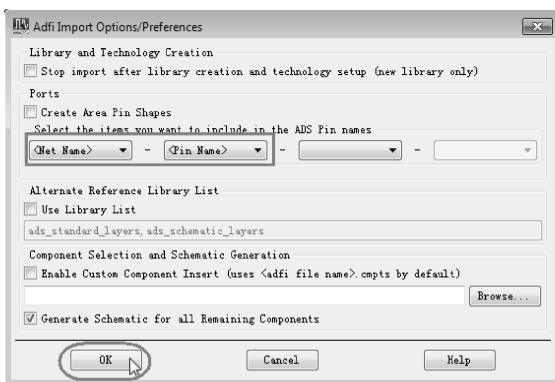 Adfi Import Options/Preferences
Library and Technology Creation
Stop import after library creation and technology setup (new library only)
Ports
Create Area Pin Shapes
Select the items you want to include in the ADS Pin names
<Net Name> - <Pin Name> - -
Alternate Reference Library List
Use Library List
ads_standard_layers, ads_schematic_layers
Component Selection and Schematic Generation
Enable Custom Component Insert (uses <adfi file name>.cmpts by default)
Browse...
Generate Schematic for all Remaining Components
OK Cancel Help